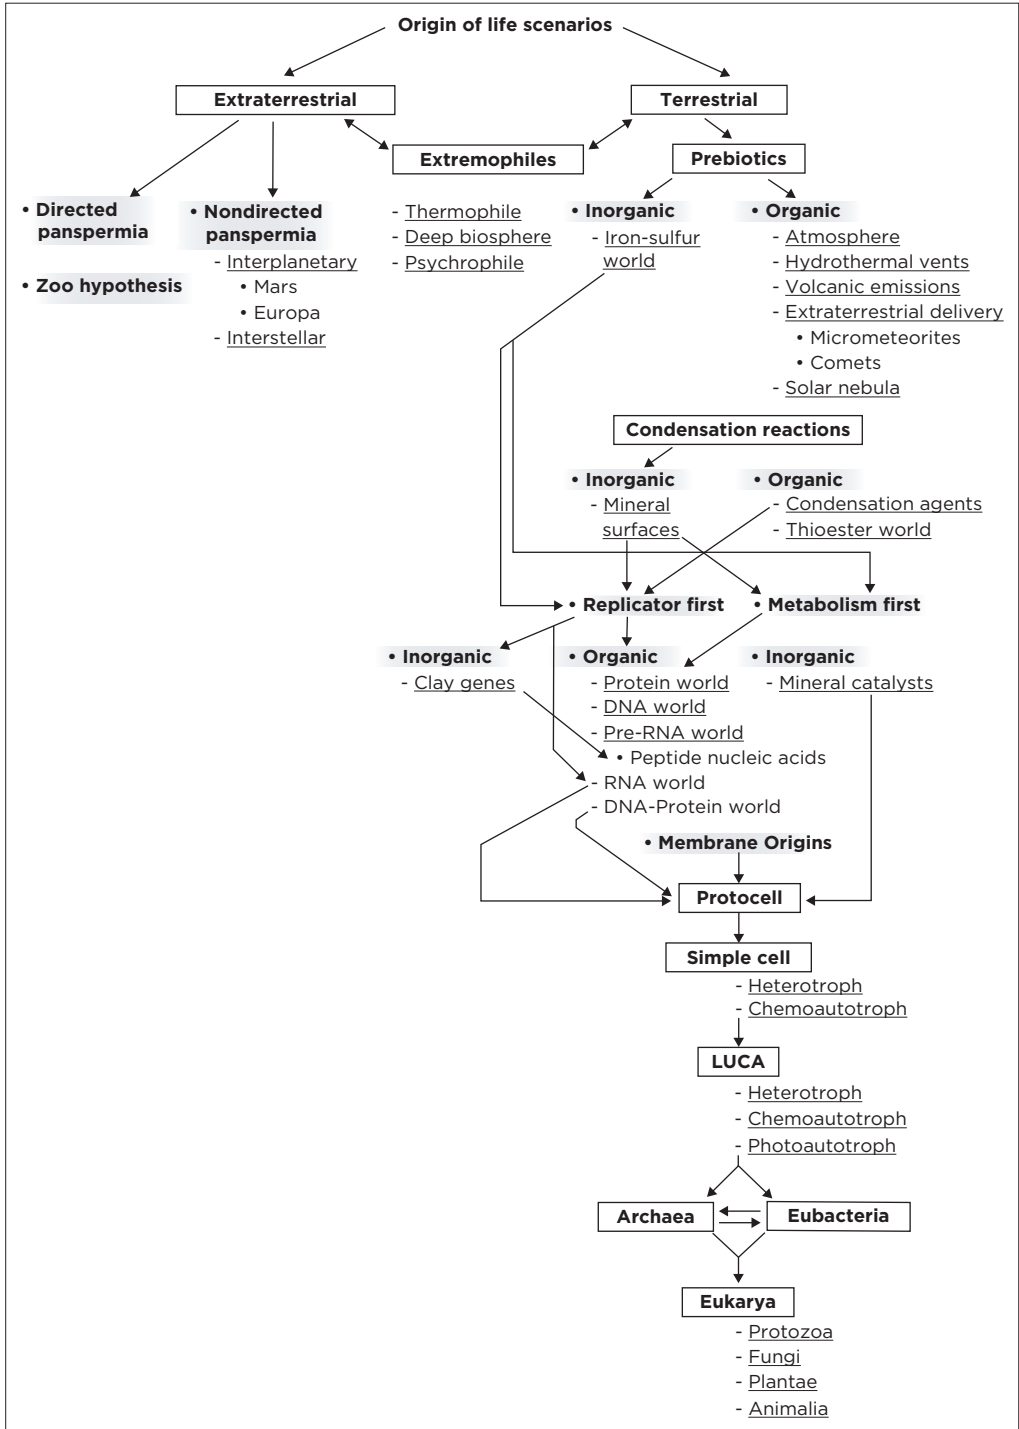 Origin of life scenarios
Extraterrestrial
Terrestrial
Extremophiles
Prebiotics
• Directed
panspermia
• Zoo hypothesis
• Nondirected
panspermia
- Interplanetary
• Mars
• Europa
- Interstellar
- Thermophile
- Deep biosphere
- Psychrophile
• Inorganic
- Iron-sulfur
world
• Organic
- Atmosphere
- Hydrothermal vents
- Volcanic emissions
- Extraterrestrial delivery
• Micrometeorites
• Comets
- Solar nebula
Condensation reactions
• Inorganic
- Mineral
surfaces
• Organic
- Condensation agents
- Thioester world
• Replicator first
• Metabolism first
• Inorganic
- Clay genes
• Organic
- Protein world
- DNA world
- Pre-RNA world
• Peptide nucleic acids
- RNA world
- DNA-Protein world
• Inorganic
- Mineral catalysts
• Membrane Origins
Protocell
Simple cell
- Heterotroph
- Chemoautotroph
LUCA
- Heterotroph
- Chemoautotroph
- Photoautotroph
Archaea
Eubacteria
Eukarya
- Protozoa
- Fungi
- Plantae
- Animalia